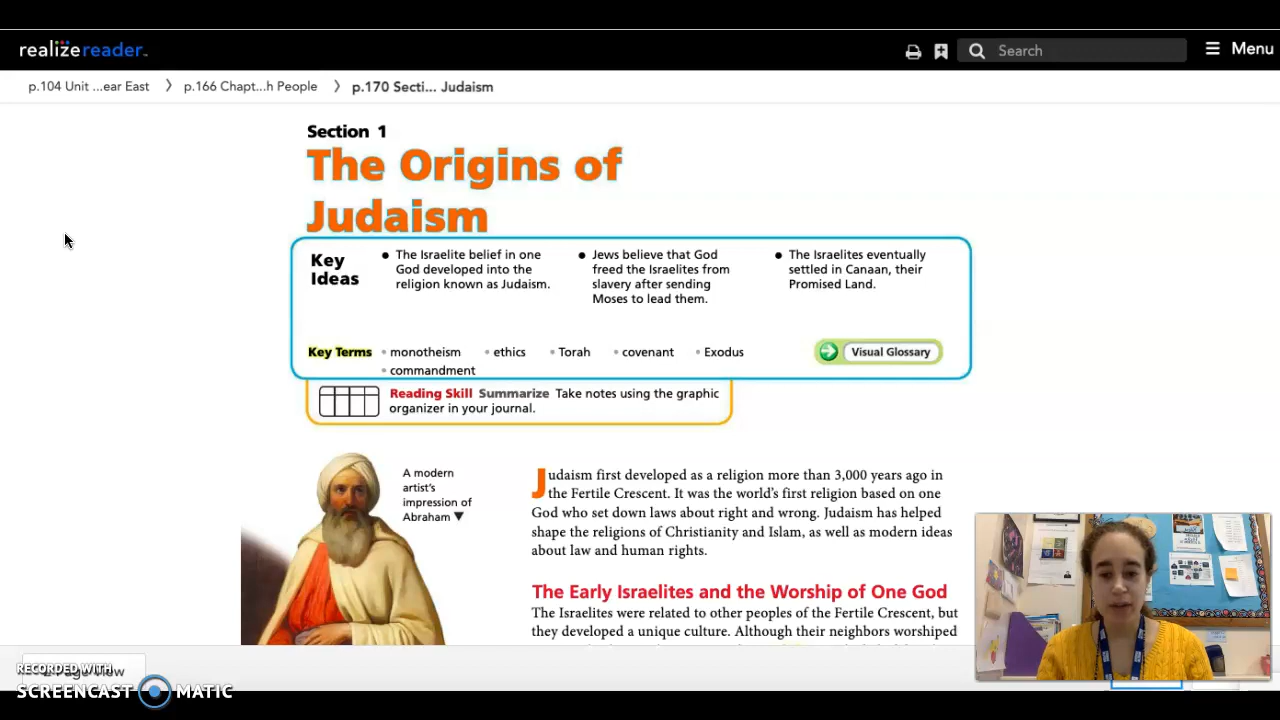 realizereader
Search
Menu
p.104 Unit ...ear East
p.166 Chapt...h People
p.170 Secti... Judaism
Section 1
The Origins of
Judaism
Key
Ideas
• The Israelite belief in one
God developed into the
religion known as Judaism.
• Jews believe that God
freed the Israelites from
slavery after sending
Moses to lead them.
• The Israelites eventually
settled in Canaan, their
Promised Land.
Key Terms • monotheism • ethics • Torah • covenant • Exodus
• commandment
Visual Glossary
Reading Skill Summarize Take notes using the graphic
organizer in your journal.
A modern
artist's
impression of
Abraham ▼
Judaism first developed as a religion more than 3,000 years ago in
the Fertile Crescent. It was the world's first religion based on one
God who set down laws about right and wrong. Judaism has helped
shape the religions of Christianity and Islam, as well as modern ideas
about law and human rights.
The Early Israelites and the Worship of One God
The Israelites were related to other peoples of the Fertile Crescent, but
they developed a unique culture. Although their neighbors worshiped
Page View
RECORDED WITH
SCREENCAST MATIC